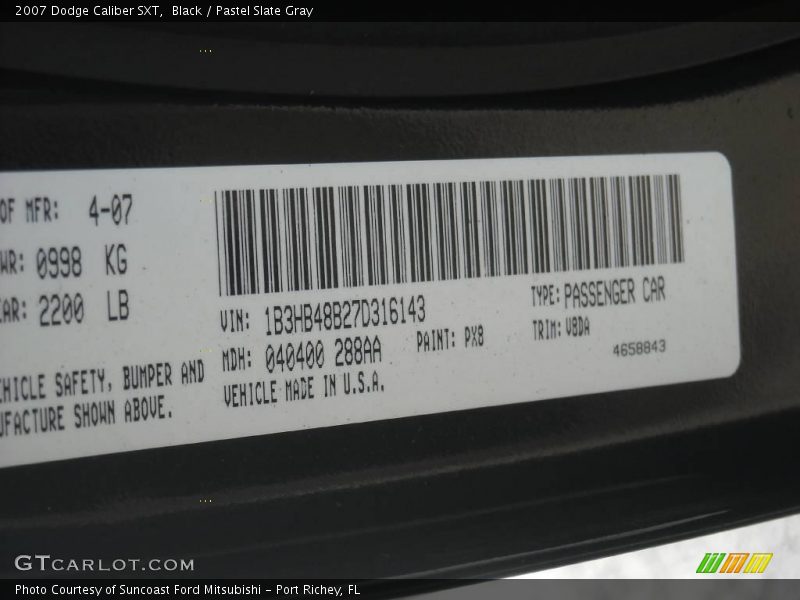 2007 Dodge Caliber SXT,  Black / Pastel Slate Gray
OF MFR: 4-07
WR: 0998 KG
AR: 2200 LB
VIN: 1B3HB48B27D316143
TYPE: PASSENGER CAR
MDH: 040400 288AA
PAINT: PX8
TRIM: V8DA
4658843
VEHICLE MADE IN U.S.A.
EHICLE SAFETY, BUMPER AND
UFACTURE SHOWN ABOVE.
GTCARLOT.COM
Photo Courtesy of Suncoast Ford Mitsubishi - Port Richey, FL